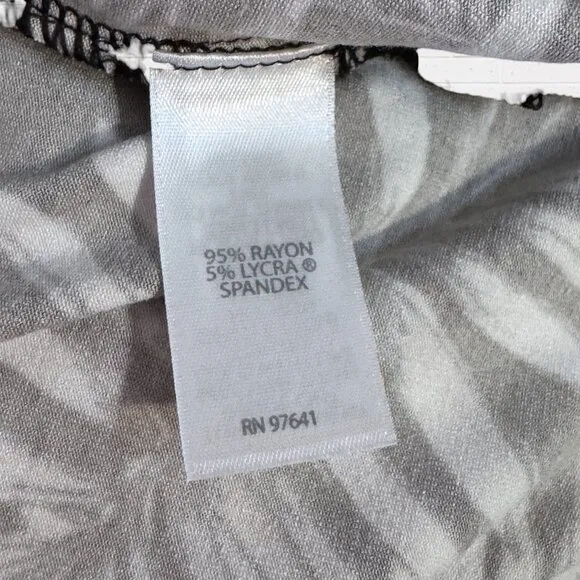 95% RAYON
5% LYCRA ®
SPANDEX
RN 97641